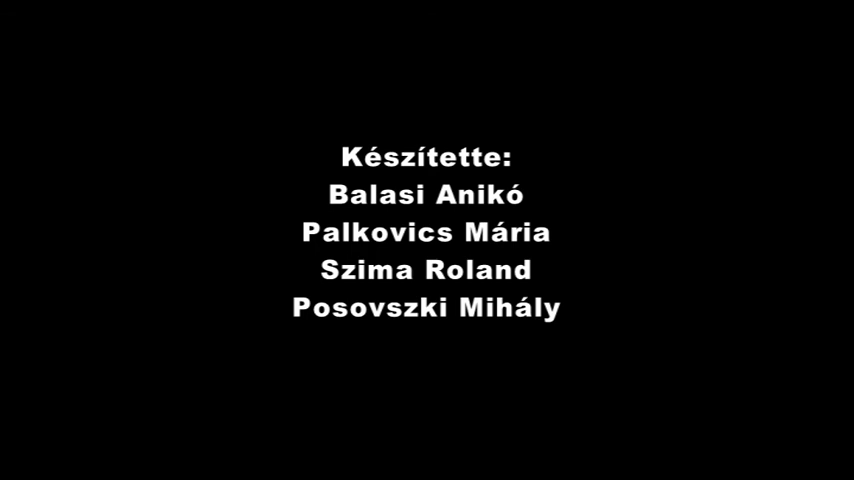 Készítette:
Balasi Anikó
Palkovics Mária
Szima Roland
Posovszki Mihály